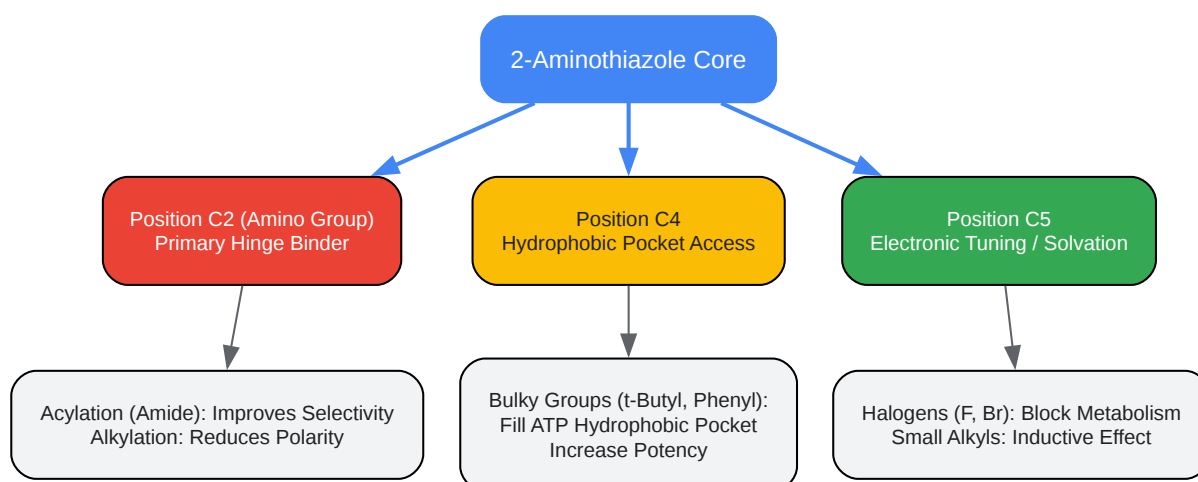 2-Aminothiazole Core
Position C2 (Amino Group)
Primary Hinge Binder
Position C4
Hydrophobic Pocket Access
Position C5
Electronic Tuning / Solvation
Acylation (Amide): Improves Selectivity
Alkylation: Reduces Polarity
Bulky Groups (t-Butyl, Phenyl):
Fill ATP Hydrophobic Pocket
Increase Potency
Halogens (F, Br): Block Metabolism
Small Alkyls: Inductive Effect